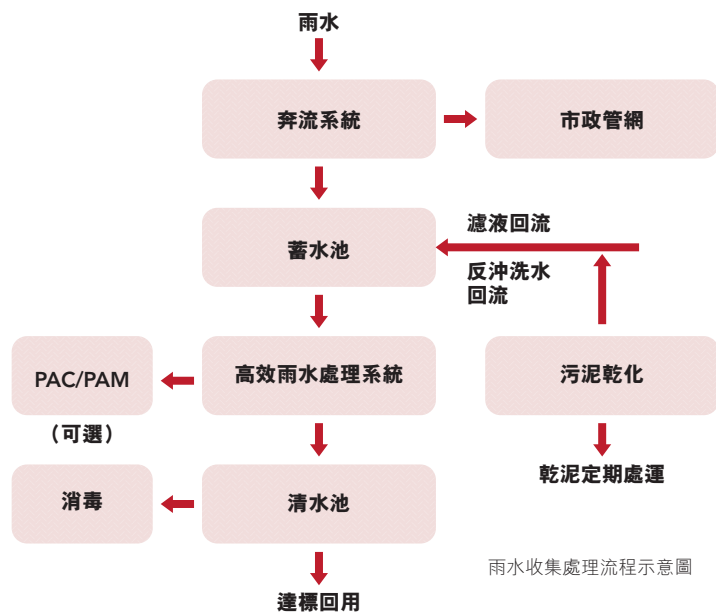 雨水
奔流系統
市政管網
濾液回流
蓄水池
反沖洗水
回流
PAC/PAM
高效雨水處理系統
污泥乾化
（可選）
乾泥定期處運
消毒
清水池
雨水收集處理流程示意圖
達標回用